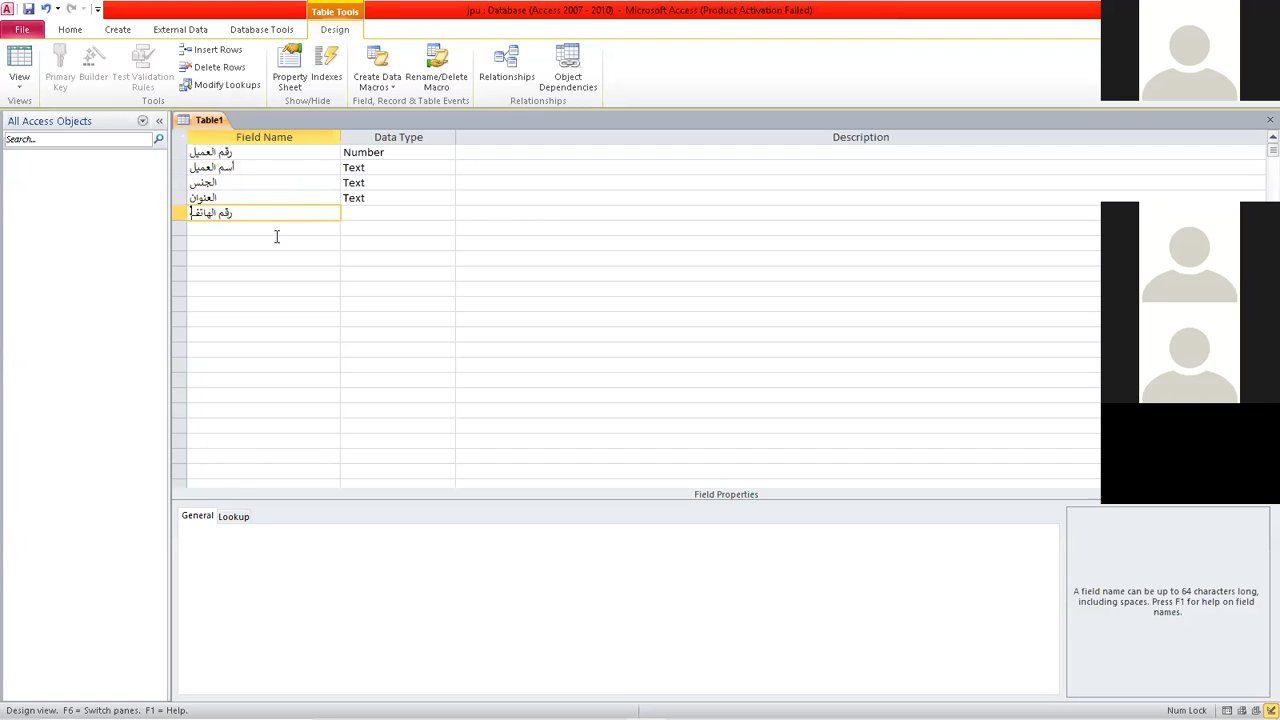 Table Tools
jpu : Database (Access 2007 - 2010) - Microsoft Access (Product Activation Failed)
File
Home
Create
External Data
Database Tools
Design
View
Primary Key
Builder
Test Validation Rules
Insert Rows
Delete Rows
Modify Lookups
Property Sheet
Indexes
Create Data Macros
Rename/Delete Macro
Relationships
Object Dependencies
Views
Tools
Show/Hide
Field, Record & Table Events
Relationships
All Access Objects
Search...
Table1
Field Name
Data Type
Description
رقم العميل
Number
أسم العميل
Text
الجنس
Text
العنوان
Text
رقم الهاتف
Field Properties
General
Lookup
A field name can be up to 64 characters long,
including spaces. Press F1 for help on field
names.
Design view. F6 = Switch panes. F1 = Help.
Num Lock